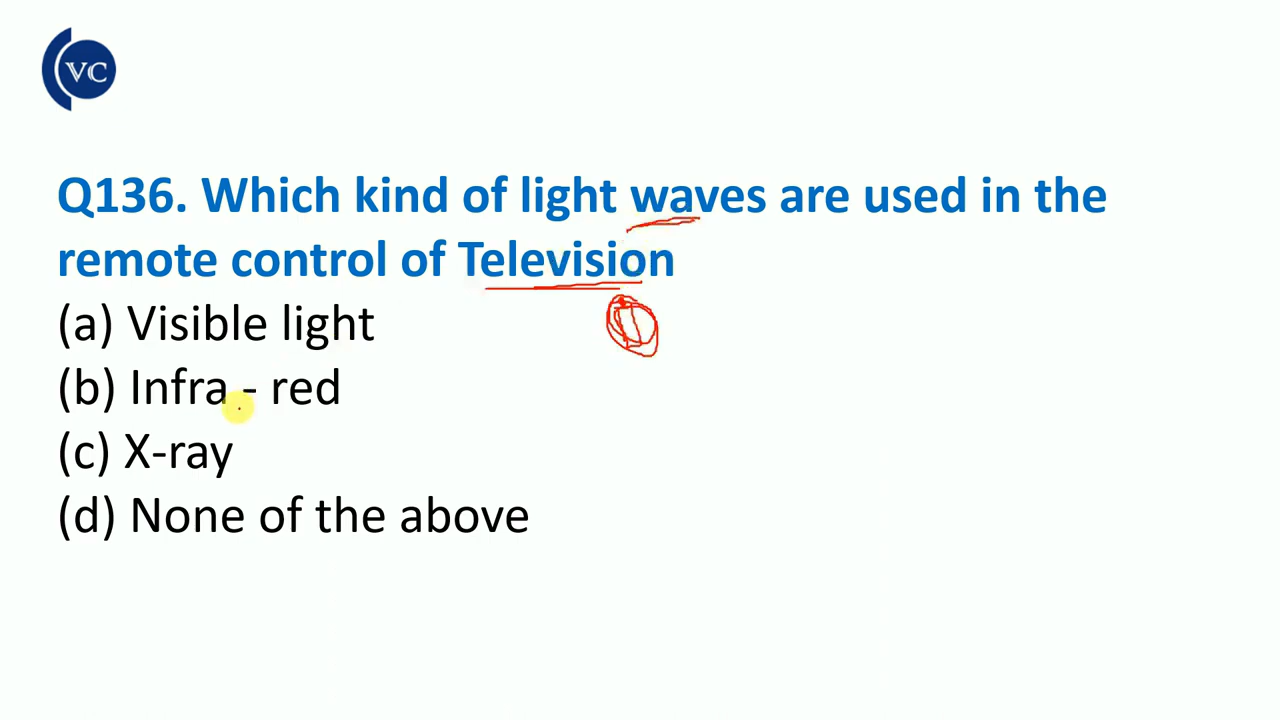 VC
Q136. Which kind of light waves are used in the
remote control of Television
(a) Visible light
(b) Infra - red
(c) X-ray
(d) None of the above